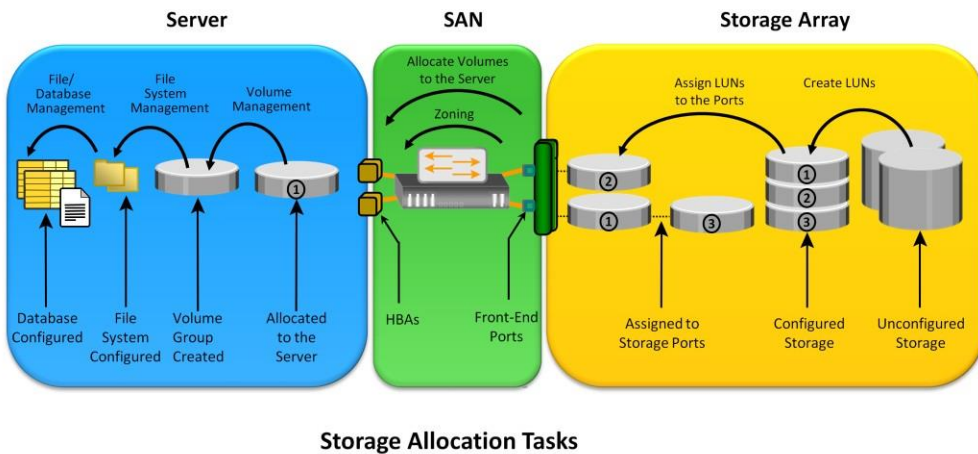 Server
SAN
Storage Array
File/
Database
Management
File
System
Management
Volume
Management
Allocate Volumes
to the Server
Zoning
Assign LUNs
to the Ports
Create LUNs
1
2
1
3
1
2
3
Database
Configured
File
System
Configured
Volume
Group
Created
Allocated
to the
Server
HBAs
Front-End
Ports
Assigned to
Storage Ports
Configured
Storage
Unconfigured
Storage
Storage Allocation Tasks